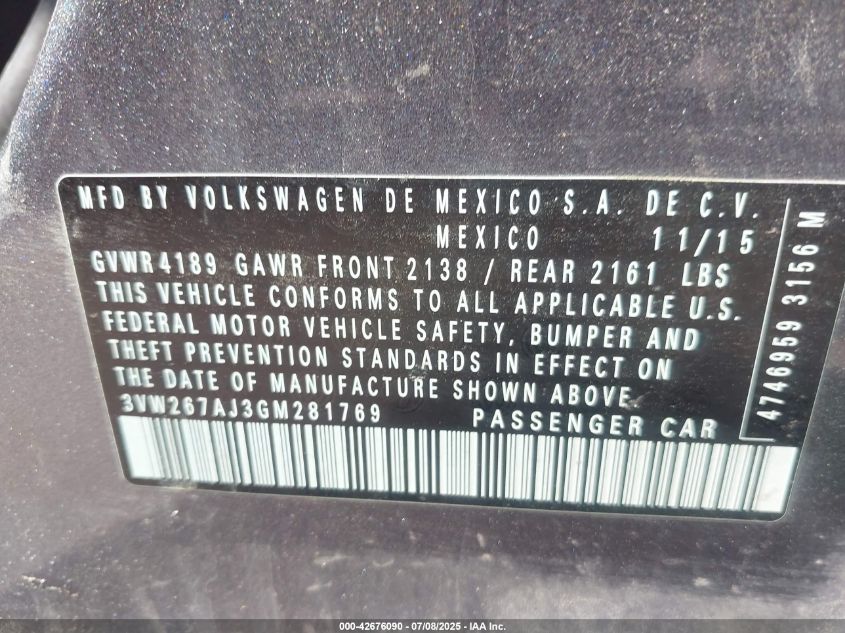 MFD BY VOLKSWAGEN DE MEXICO S.A. DE C.V.
MEXICO 11/15
GVWR4189 GAWR FRONT 2138 / REAR 2161 LBS
THIS VEHICLE CONFORMS TO ALL APPLICABLE U.S.
FEDERAL MOTOR VEHICLE SAFETY, BUMPER AND
THEFT PREVENTION STANDARDS IN EFFECT ON
THE DATE OF MANUFACTURE SHOWN ABOVE.
3VW267AJ3GM281769 PASSENGER CAR
4746959 3156 M
000-42676090 - 07/08/2025 - IAA Inc.